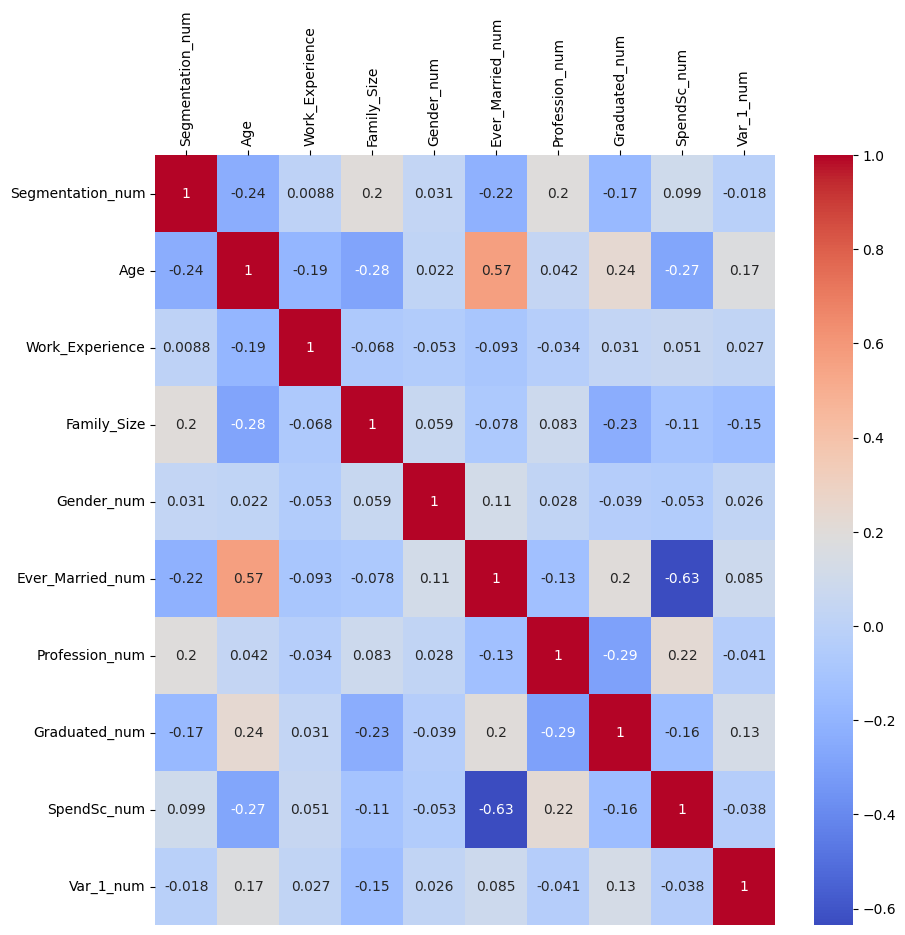 Segmentation_num Age Work_Experience Family_Size Gender_num Ever_Married_num Profession_num Graduated_num SpendSc_num Var_1_num
Segmentation_num 1 -0.24 0.0088 0.2 0.031 -0.22 0.2 -0.17 0.099 -0.018
Age -0.24 1 -0.19 -0.28 0.022 0.57 0.042 0.24 -0.27 0.17
Work_Experience 0.0088 -0.19 1 -0.068 -0.053 -0.093 -0.034 0.031 0.051 0.027
Family_Size 0.2 -0.28 -0.068 1 0.059 -0.078 0.083 -0.23 -0.11 -0.15
Gender_num 0.031 0.022 -0.053 0.059 1 0.11 0.028 -0.039 -0.053 0.026
Ever_Married_num -0.22 0.57 -0.093 -0.078 0.11 1 -0.13 0.2 -0.63 0.085
Profession_num 0.2 0.042 -0.034 0.083 0.028 -0.13 1 -0.29 0.22 -0.041
Graduated_num -0.17 0.24 0.031 -0.23 -0.039 0.2 -0.29 1 -0.16 0.13
SpendSc_num 0.099 -0.27 0.051 -0.11 -0.053 -0.63 0.22 -0.16 1 -0.038
Var_1_num -0.018 0.17 0.027 -0.15 0.026 0.085 -0.041 0.13 -0.038 1
1.0
0.8
0.6
0.4
0.2
0.0
−0.2
−0.4
−0.6